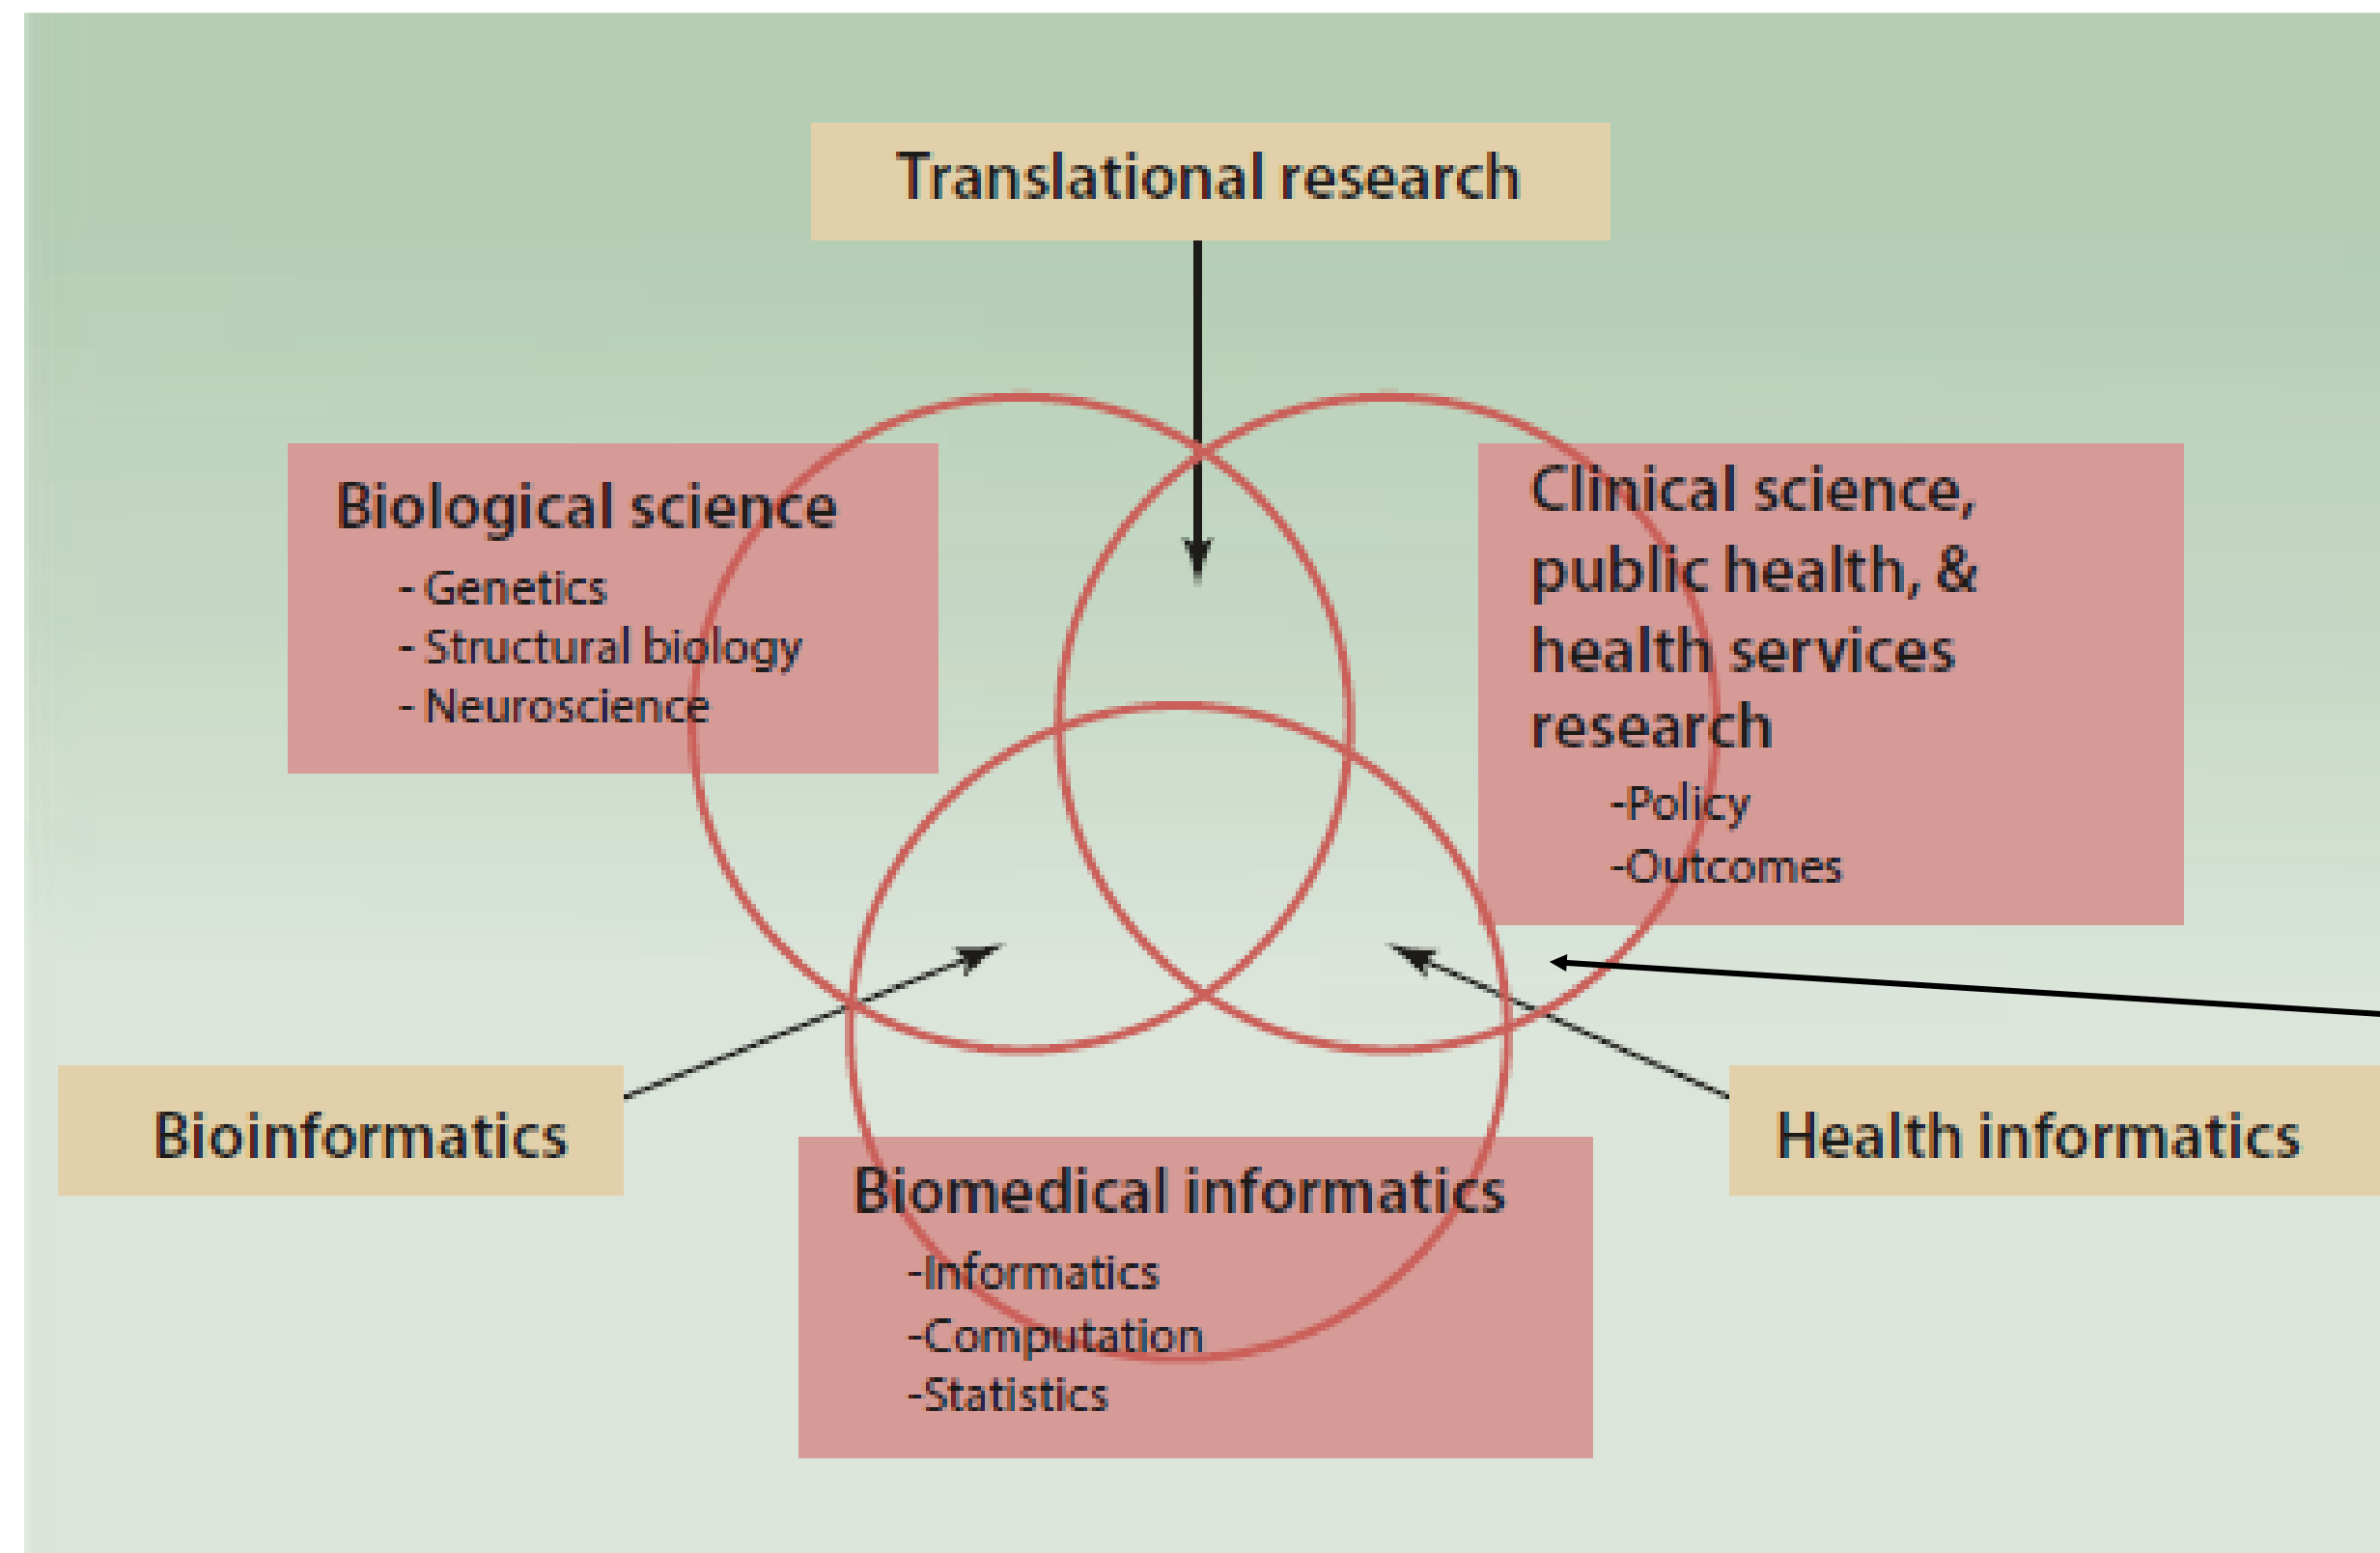 Translational research
Biological science
- Genetics
- Structural biology
- Neuroscience
Clinical science,
public health, &
health services
research
-Policy
-Outcomes
Bioinformatics
Health informatics
Biomedical informatics
-Informatics
-Computation
-Statistics